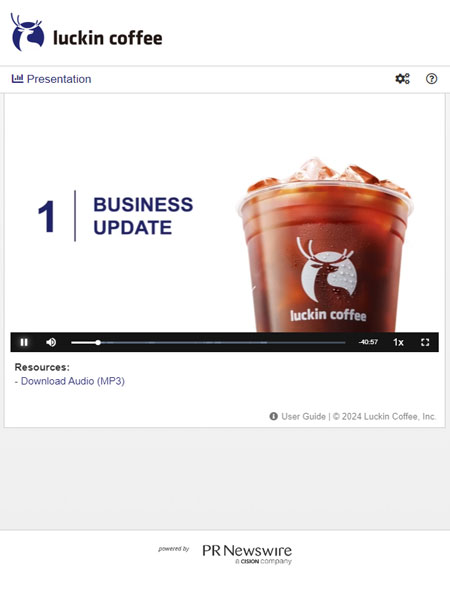 luckin coffee
Presentation
1
BUSINESS
UPDATE
luckin coffee
-40:57
1x
Resources:
- Download Audio (MP3)
User Guide | © 2024 Luckin Coffee, Inc.
powered by
PR Newswire
a CISION company